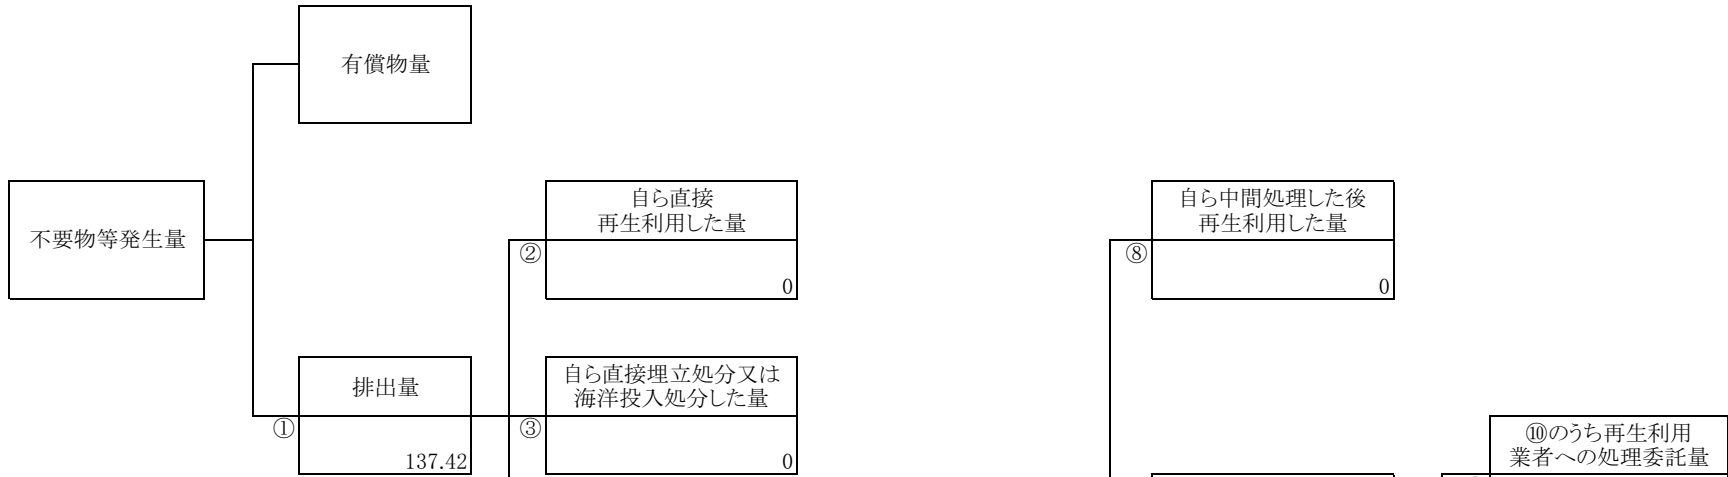 有償物量
不要物等発生量
自ら直接
再生利用した量
②
0
自ら中間処理した後
再生利用した量
⑧
0
排出量
①
137.42
自ら直接埋立処分又は
海洋投入処分した量
③
0
⑩のうち再生利用
業者への処理委託量